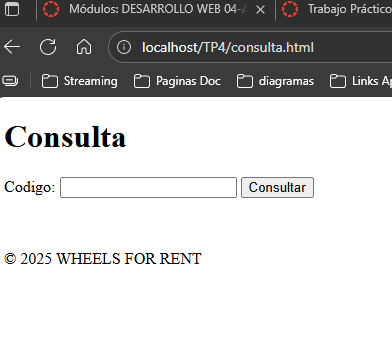 Módulos: DESARROLLO WEB 04-
Trabajo Práctico
localhost/TP4/consulta.html
Streaming
Paginas Doc
diagramas
Links Ap
Consulta
Codigo:
Consultar
© 2025 WHEELS FOR RENT